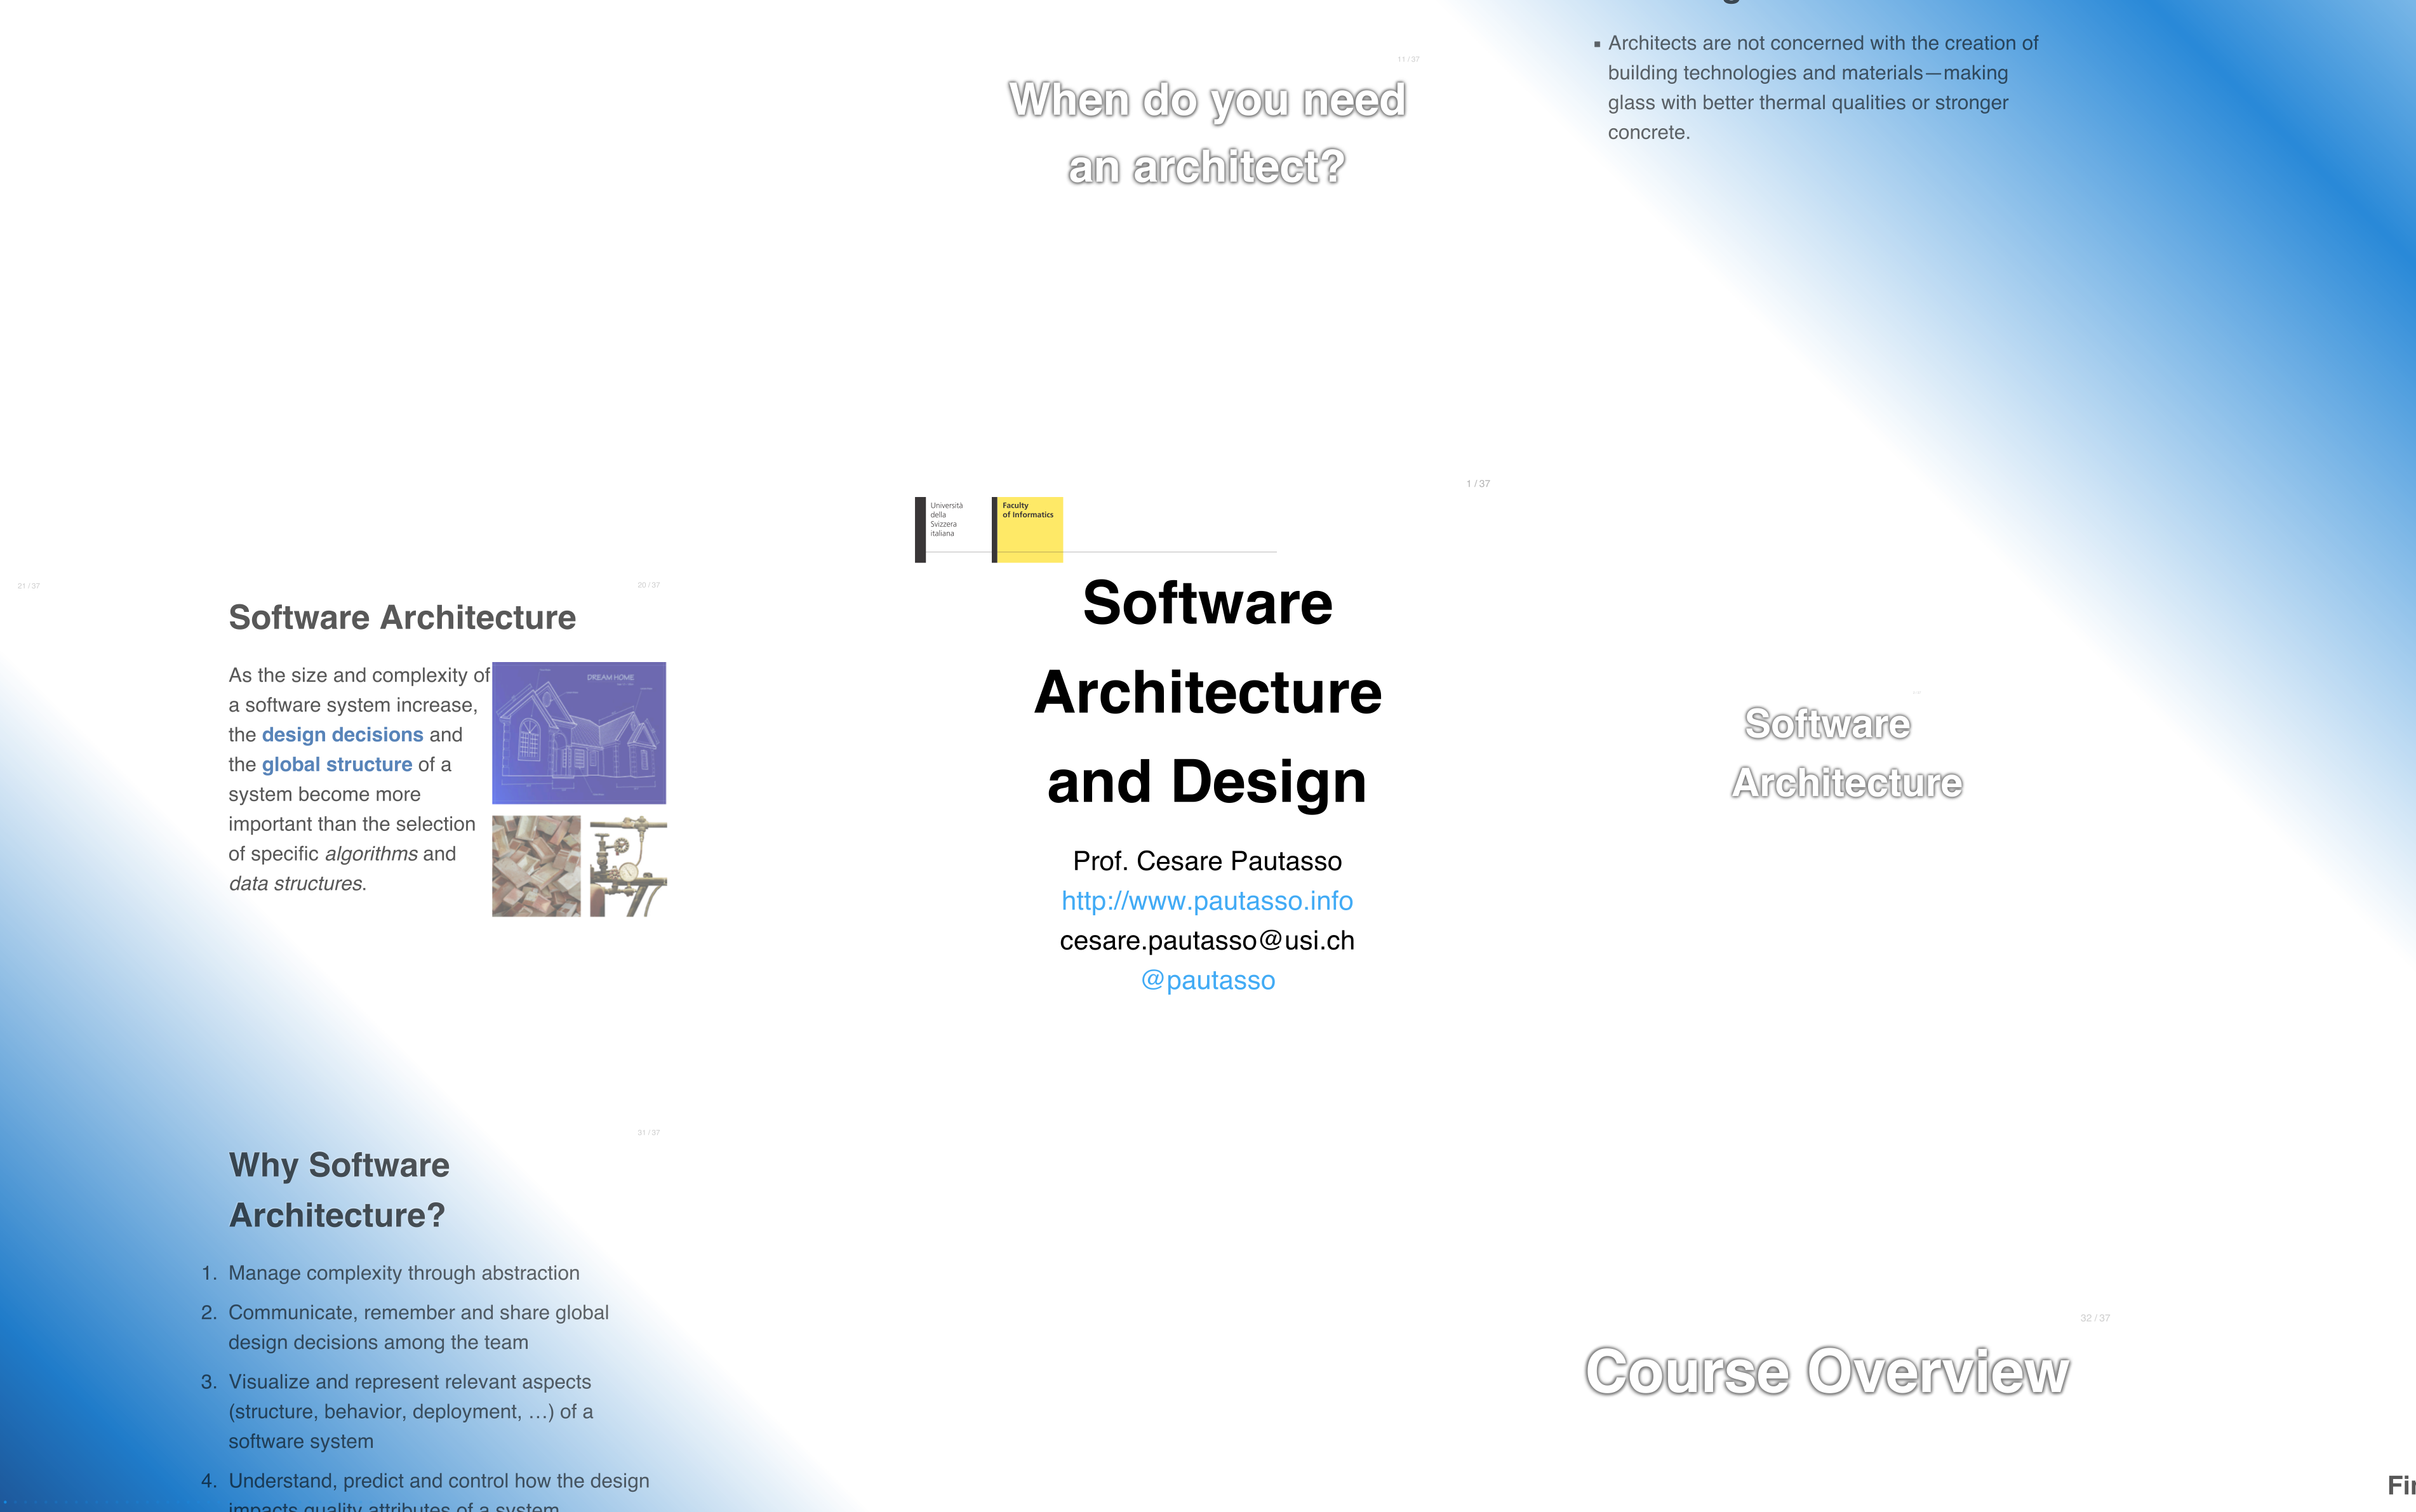 11 / 37
When do you need
an architect?
Architects are not concerned with the creation of
building technologies and materials—making
glass with better thermal qualities or stronger
concrete.
1 / 37
Università
della
Svizzera
italiana
Faculty
of Informatics
Software
Architecture
and Design
Prof. Cesare Pautasso
http://www.pautasso.info
cesare.pautasso@usi.ch
@pautasso
21 / 37
20 / 37
Software Architecture
As the size and complexity of
a software system increase,
the design decisions and
the global structure of a
system become more
important than the selection
of specific algorithms and
data structures.
DREAM HOME
Software
Architecture
31 / 37
Why Software
Architecture?
1. Manage complexity through abstraction
2. Communicate, remember and share global
design decisions among the team
3. Visualize and represent relevant aspects
(structure, behavior, deployment, …) of a
software system
4. Understand, predict and control how the design
impacts quality attributes of a system
32 / 37
Course Overview